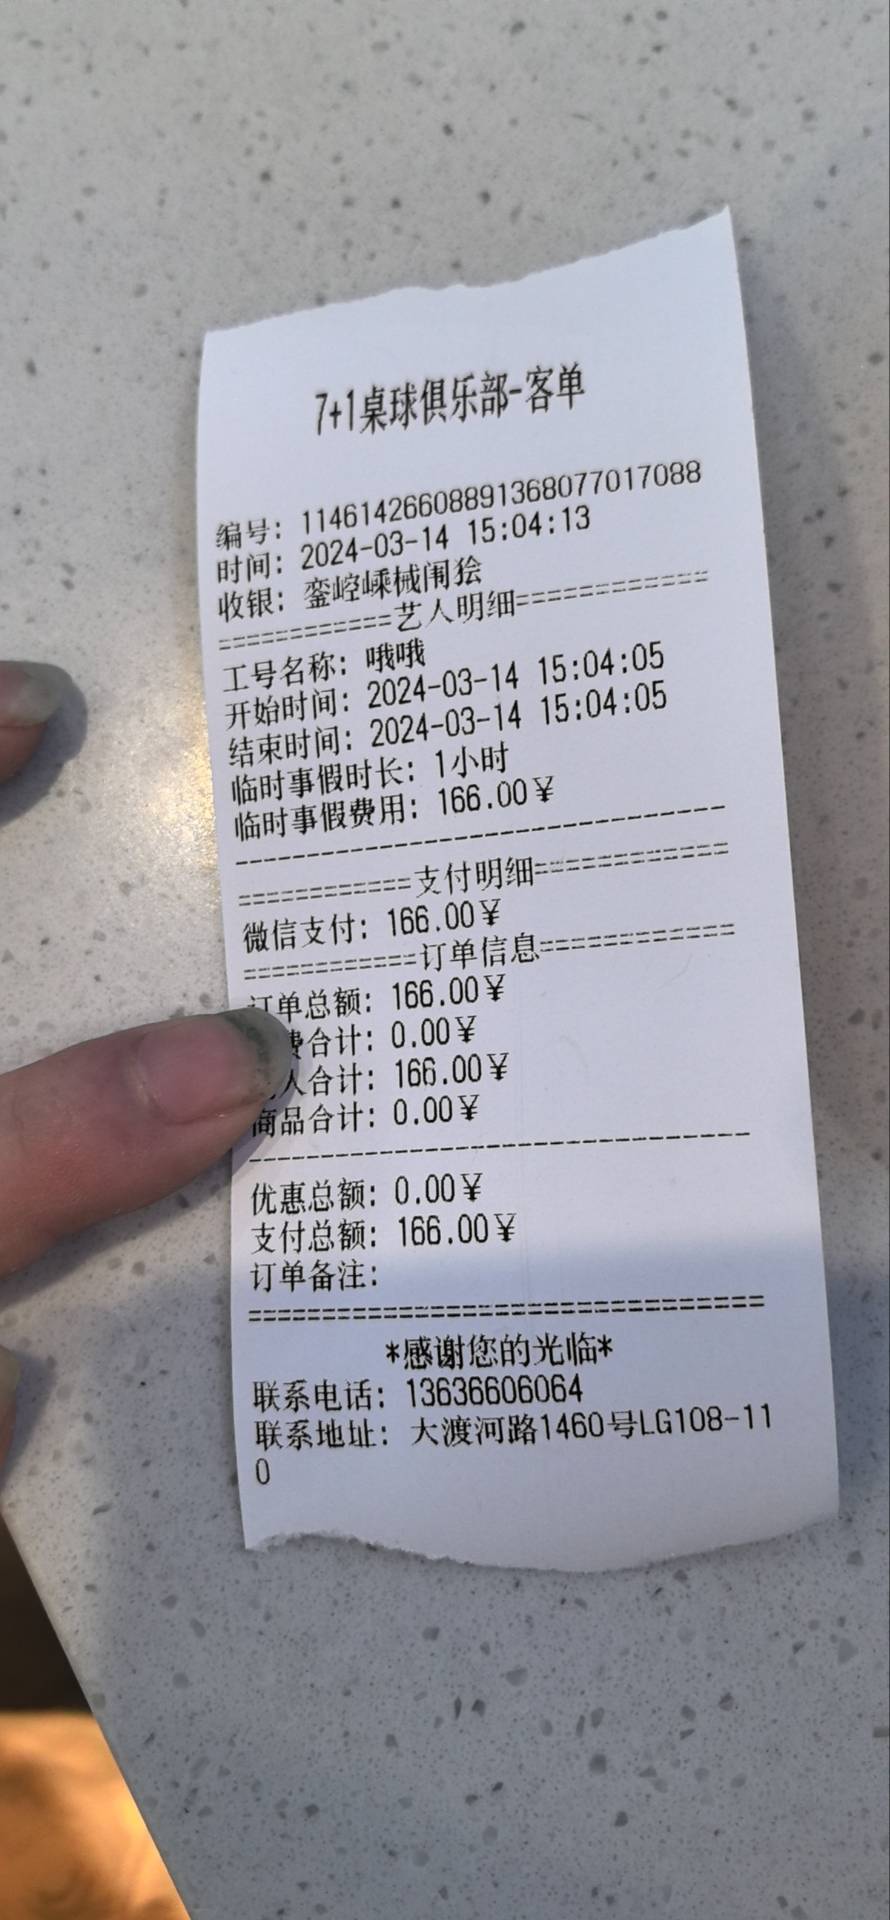 7+1桌球俱乐部-客单
编号: 11461426608891368077017088
时间: 2024-03-14 15:04:13
收银: 銮崆嵊械闱狯
============艺人明细=============
工号名称: 哦哦
开始时间: 2024-03-14 15:04:05
结束时间: 2024-03-14 15:04:05
临时事假时长: 1小时
临时事假费用: 166.00¥
--------------------------------
============支付明细=============
微信支付: 166.00¥
============订单信息=============
订单总额: 166.00¥
费合计: 0.00¥
人合计: 166.00¥
商品合计: 0.00¥
--------------------------------
优惠总额: 0.00¥
支付总额: 166.00¥
订单备注:
================================
*感谢您的光临*
联系电话: 13636606064
联系地址: 大渡河路1460号LG108-11
0